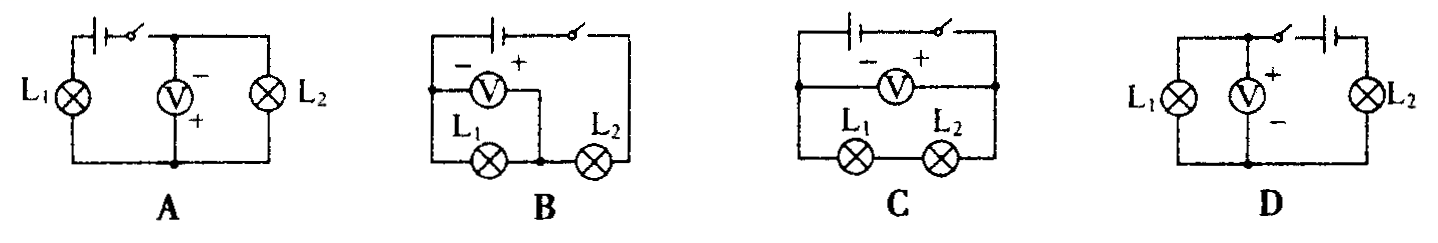 L₁ V − + L₂
− + V L₁ L₂
− + V L₁ L₂
L₁ V + − L₂
A B C D